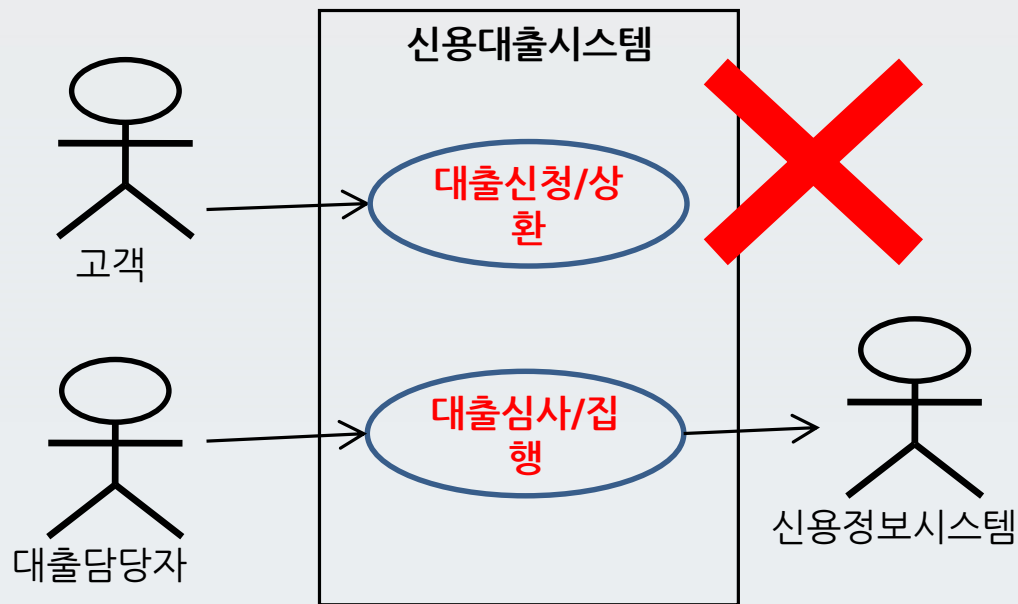 신용대출시스템
대출신청/상
환
고객
대출심사/집
행
대출담당자
신용정보시스템